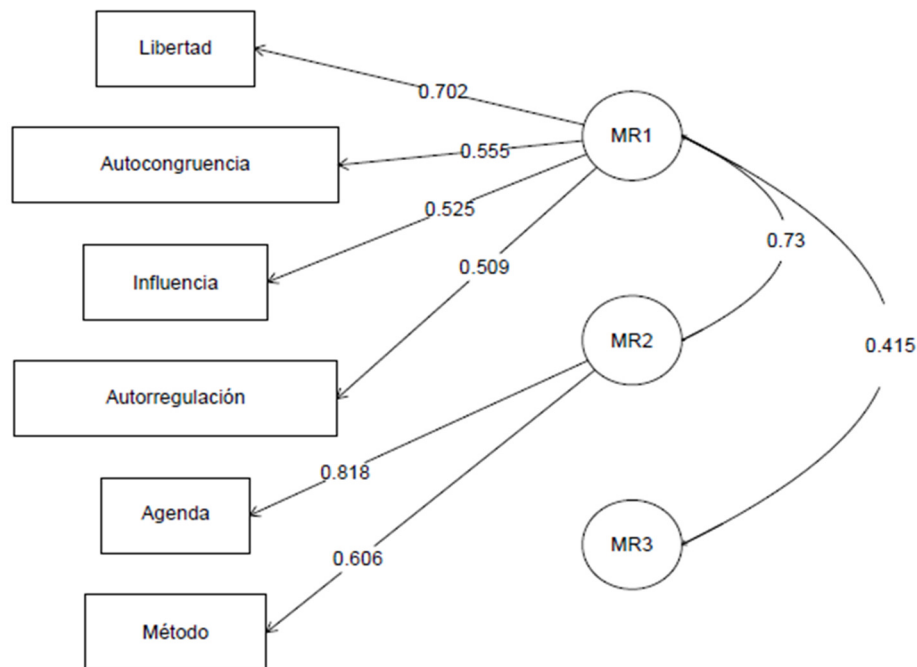 Libertad
0.702
MR1
Autocongruencia
0.555
0.525
0.73
Influencia
0.509
MR2
0.415
Autorregulación
0.818
Agenda
MR3
0.606
Método